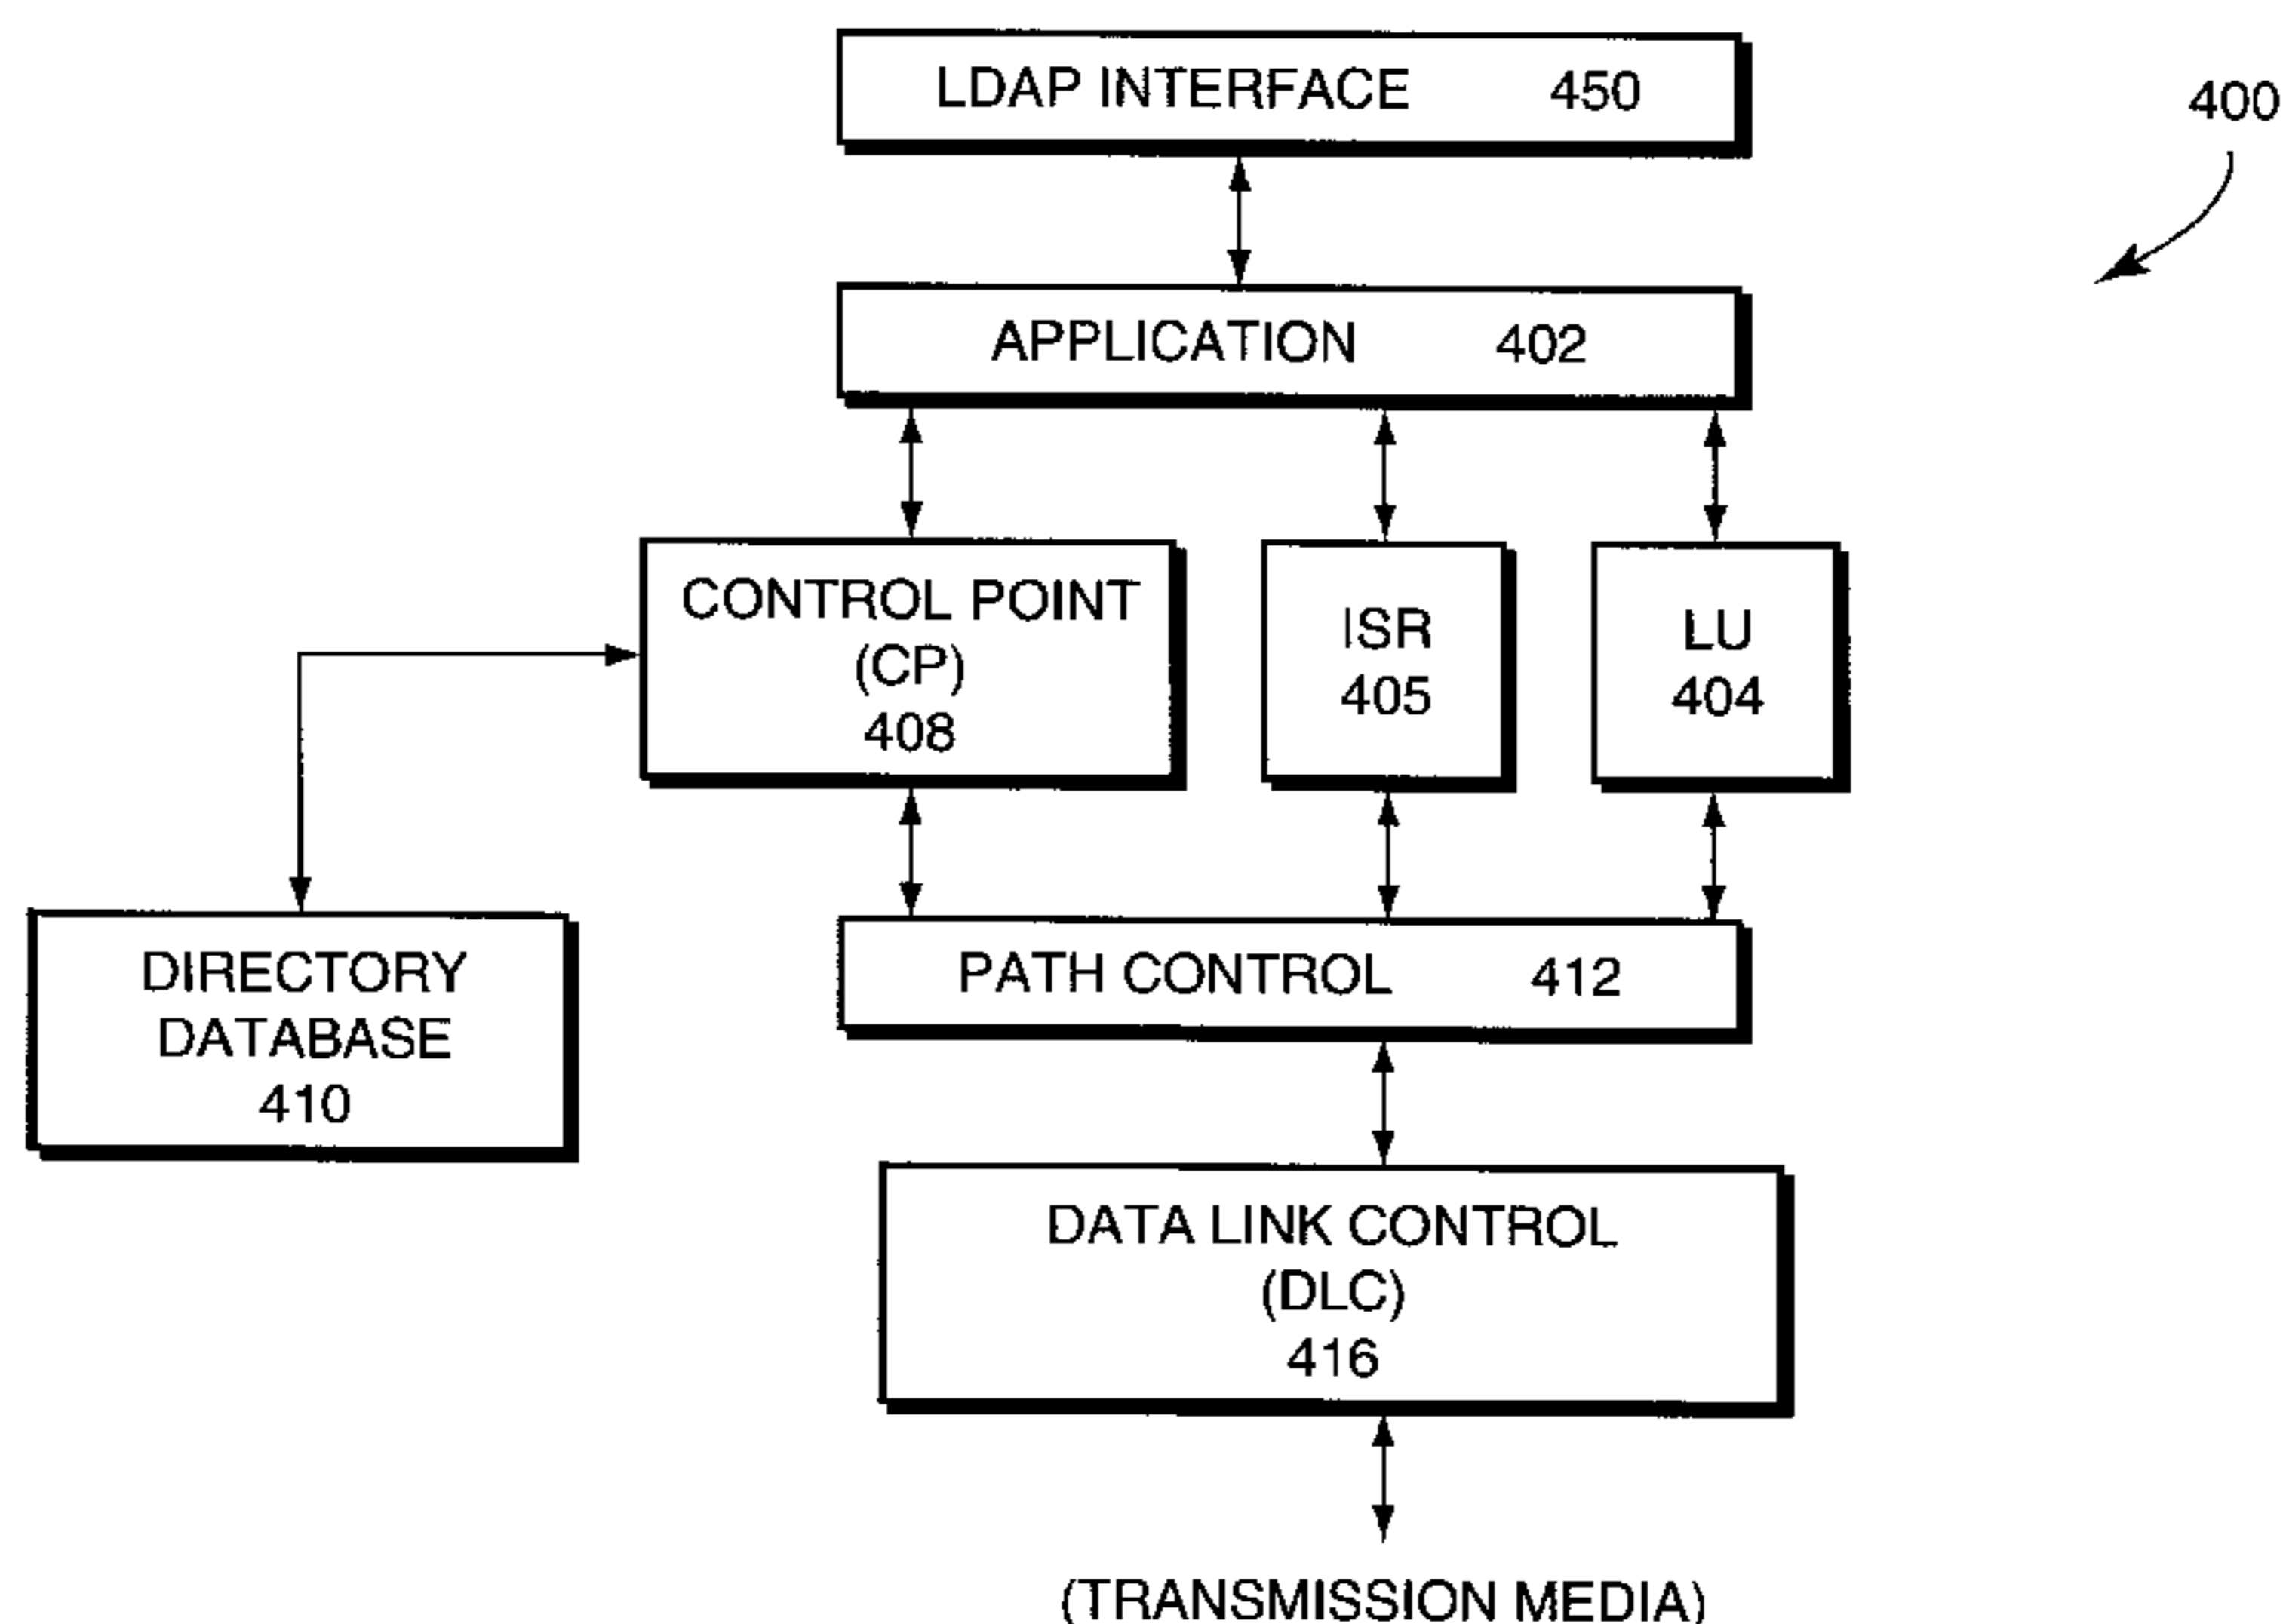 LDAP INTERFACE 450
400
APPLICATION 402
CONTROL POINT
(CP)
408
ISR
405
LU
404
DIRECTORY
DATABASE
410
PATH CONTROL 412
DATA LINK CONTROL
(DLC)
416
(TRANSMISSION MEDIA)